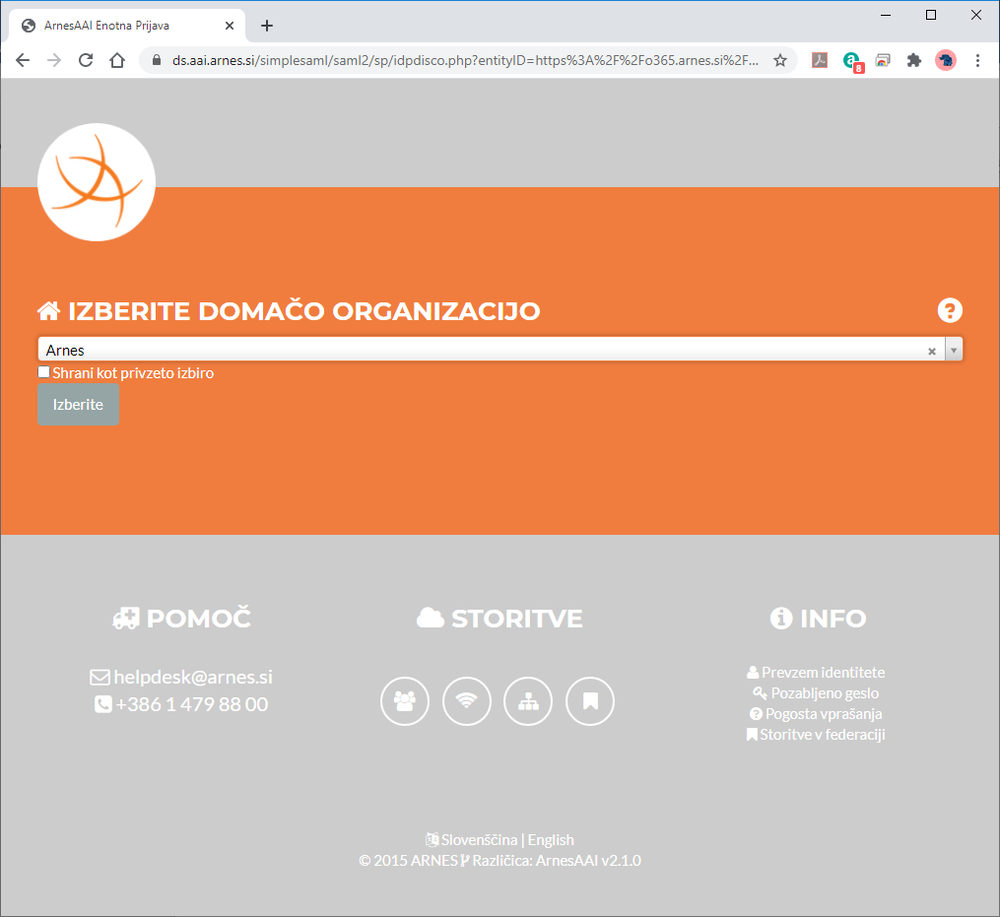 ArnesAAI Enotna Prijava
ds.aai.arnes.si/simplesaml/saml2/sp/idpdisco.php?entityID=https%3A%2F%2Fo365.arnes.si%2F...
8
IZBERITE DOMAČO ORGANIZACIJO
Arnes
Shrani kot privzeto izbiro
Izberite
POMOČ
helpdesk@arnes.si
+386 1 479 88 00
STORITVE
INFO
Prevzem identitete
Pozabljeno geslo
Pogosta vprašanja
Storitve v federaciji
Slovenščina | English
© 2015 ARNES Različica: ArnesAAI v2.1.0